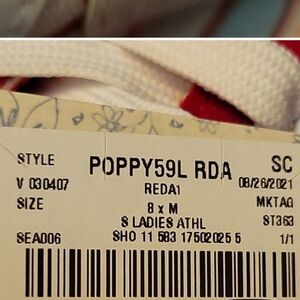 STYLE POPPY59L RDA SC
V 030407 REDA1 08/26/2021
SIZE 8 x M MKTAG
S LADIES ATHL ST363
SEA006 SHO 11 583 17502025 5 1/1